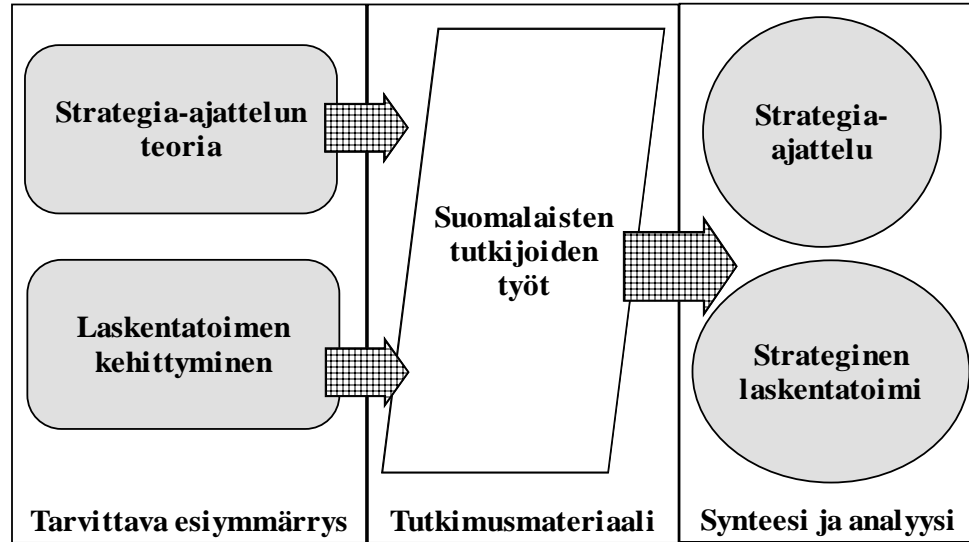 Strategia-ajattelun
teoria
Laskentatoimen
kehittyminen
Tarvittava esiymmärrys
Suomalaisten
tutkijoiden
työt
Tutkimusmateriaali
Strategia-
ajattelu
Strateginen
laskentatoimi
Synteesi ja analyysi